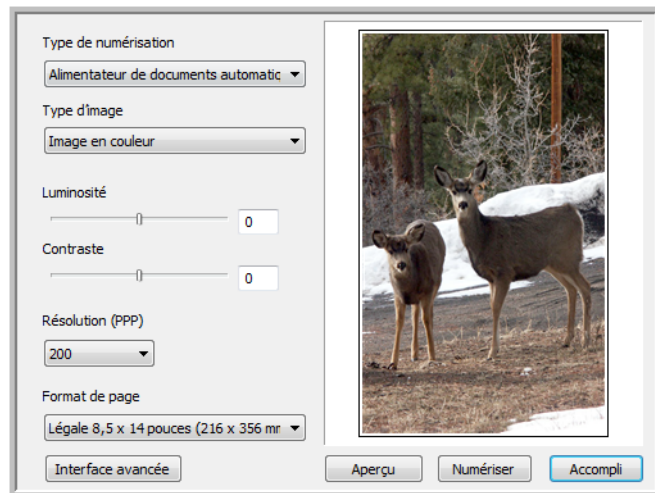 Type de numérisation
Alimentateur de documents automatic
Type d'image
Image en couleur
Luminosité
0
Contraste
0
Résolution (PPP)
200
Format de page
Légale 8,5 x 14 pouces (216 x 356 mr
Interface avancée
Aperçu
Numériser
Accompli